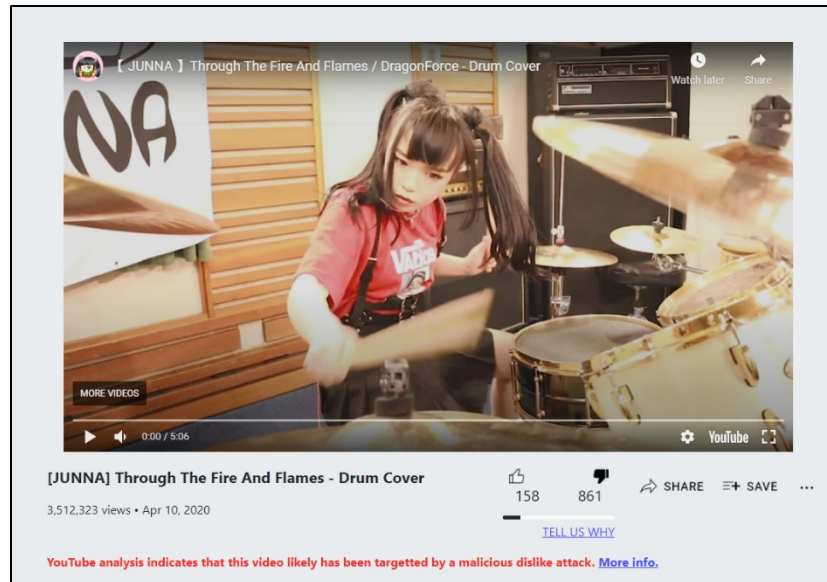 【 JUNNA 】Through The Fire And Flames / DragonForce - Drum Cover
Watch later
Share
NA
MORE VIDEOS
0:00 / 5:06
YouTube
[JUNNA] Through The Fire And Flames - Drum Cover
3,512,323 views • Apr 10, 2020
158
861
SHARE
SAVE
...
TELL US WHY
YouTube analysis indicates that this video likely has been targetted by a malicious dislike attack. More info.